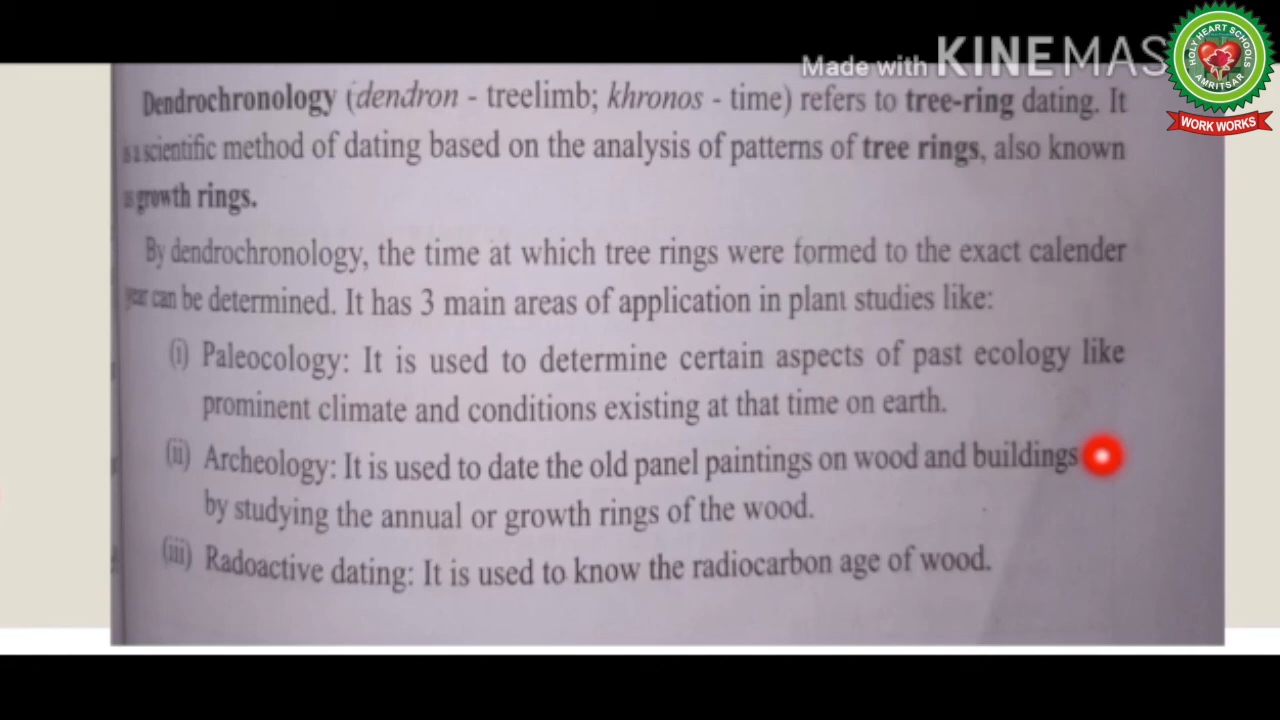 Made with KINEMAS
HOLY HEART SCHOOLS
AMRITSAR
WORK WORKS
Dendrochronology (dendron - treelimb; khronos - time) refers to tree-ring dating. It
is a scientific method of dating based on the analysis of patterns of tree rings, also known
as growth rings.
By dendrochronology, the time at which tree rings were formed to the exact calender
year can be determined. It has 3 main areas of application in plant studies like:
(i) Paleocology: It is used to determine certain aspects of past ecology like
prominent climate and conditions existing at that time on earth.
(ii) Archeology: It is used to date the old panel paintings on wood and buildings
by studying the annual or growth rings of the wood.
(iii) Radoactive dating: It is used to know the radiocarbon age of wood.